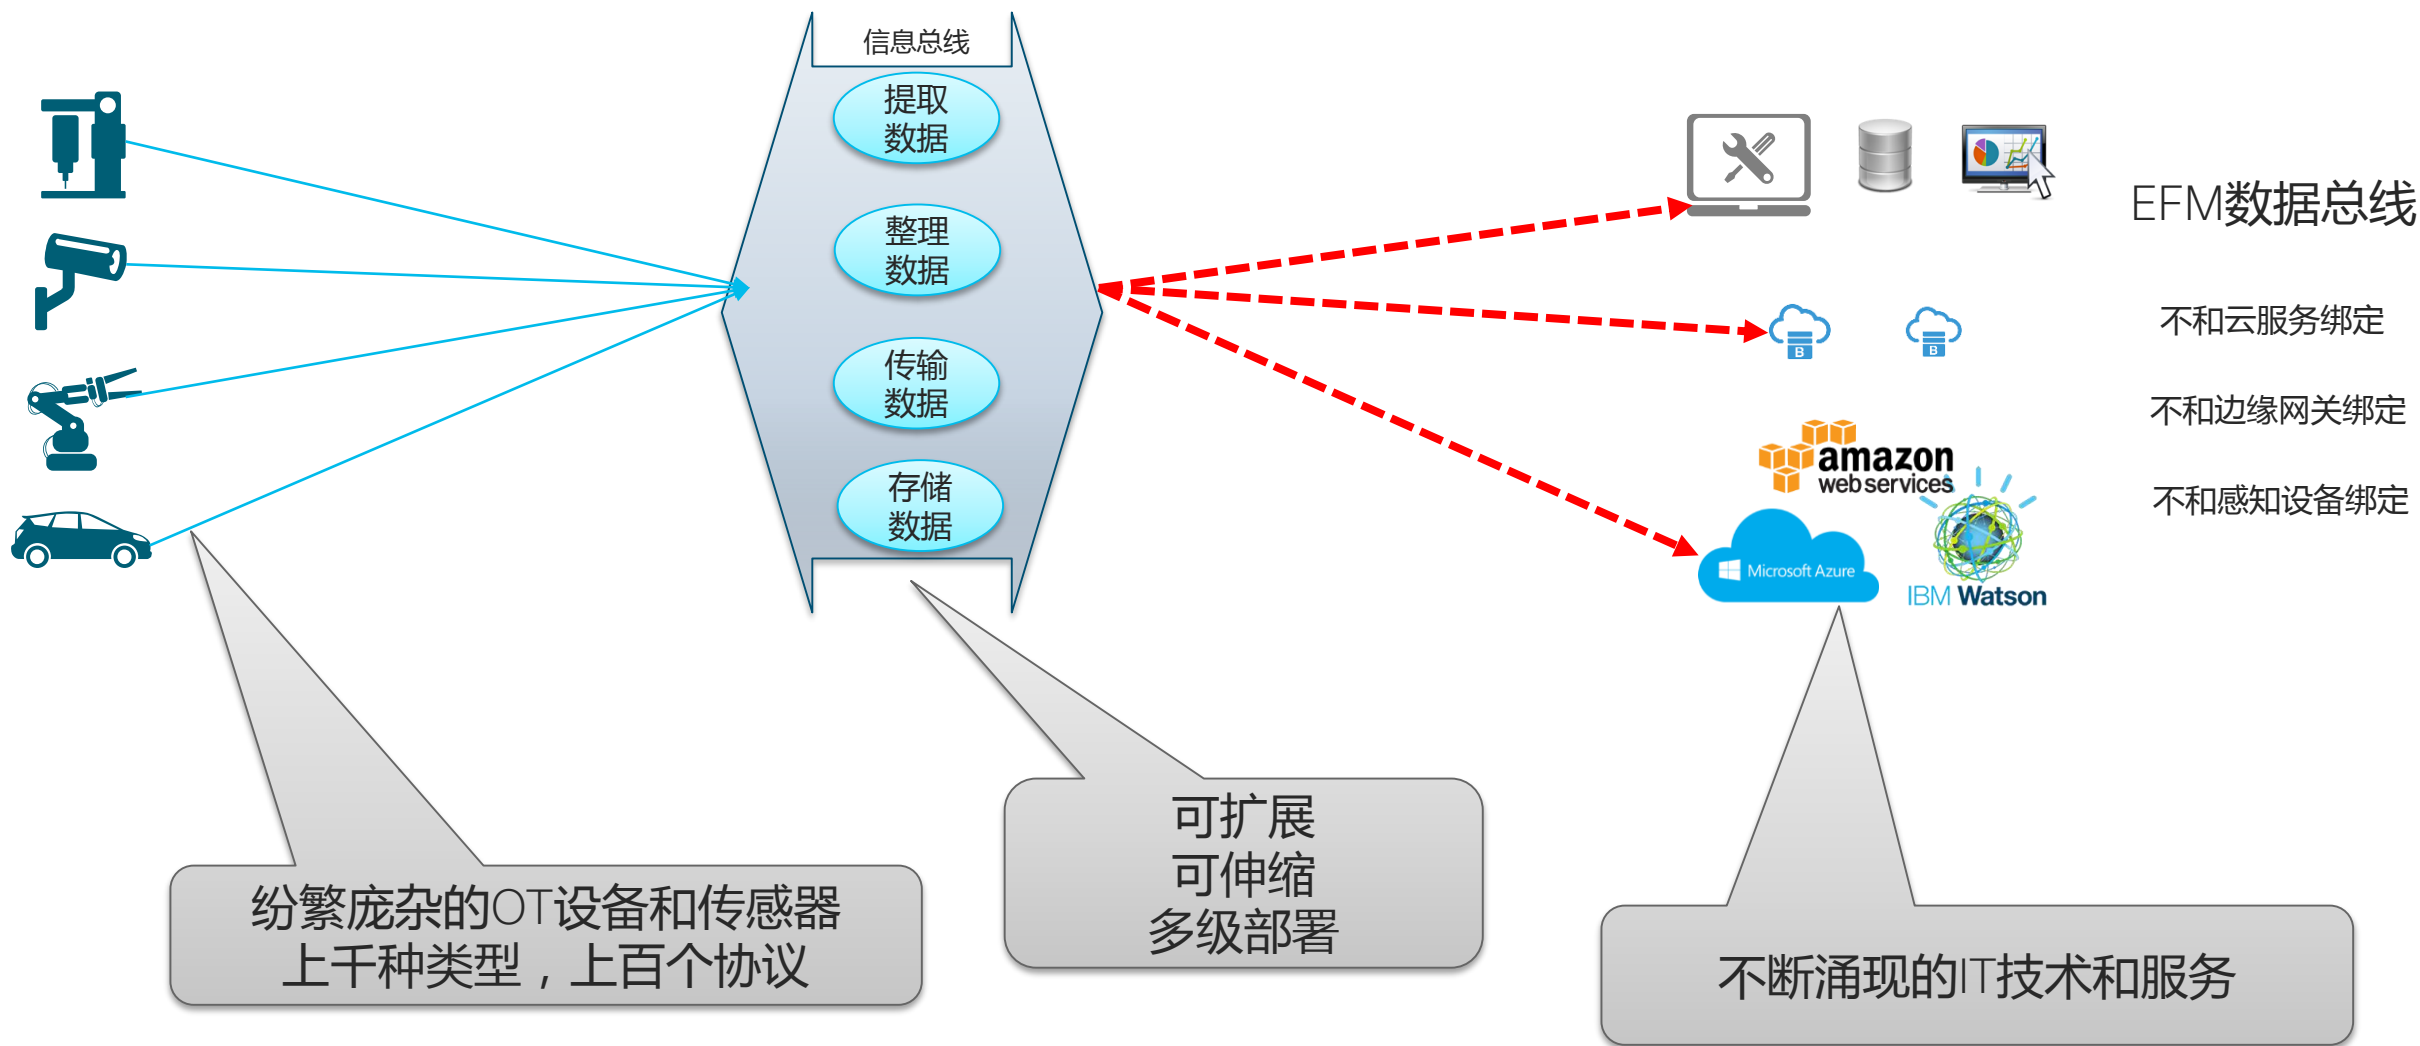 信息总线
提取
数据
整理
数据
传输
数据
存储
数据
EFM数据总线
不和云服务绑定
不和边缘网关绑定
不和感知设备绑定
B
B
amazon
web services
Microsoft Azure
IBM Watson
纷繁庞杂的OT设备和传感器
上千种类型，上百个协议
可扩展
可伸缩
多级部署
不断涌现的IT技术和服务